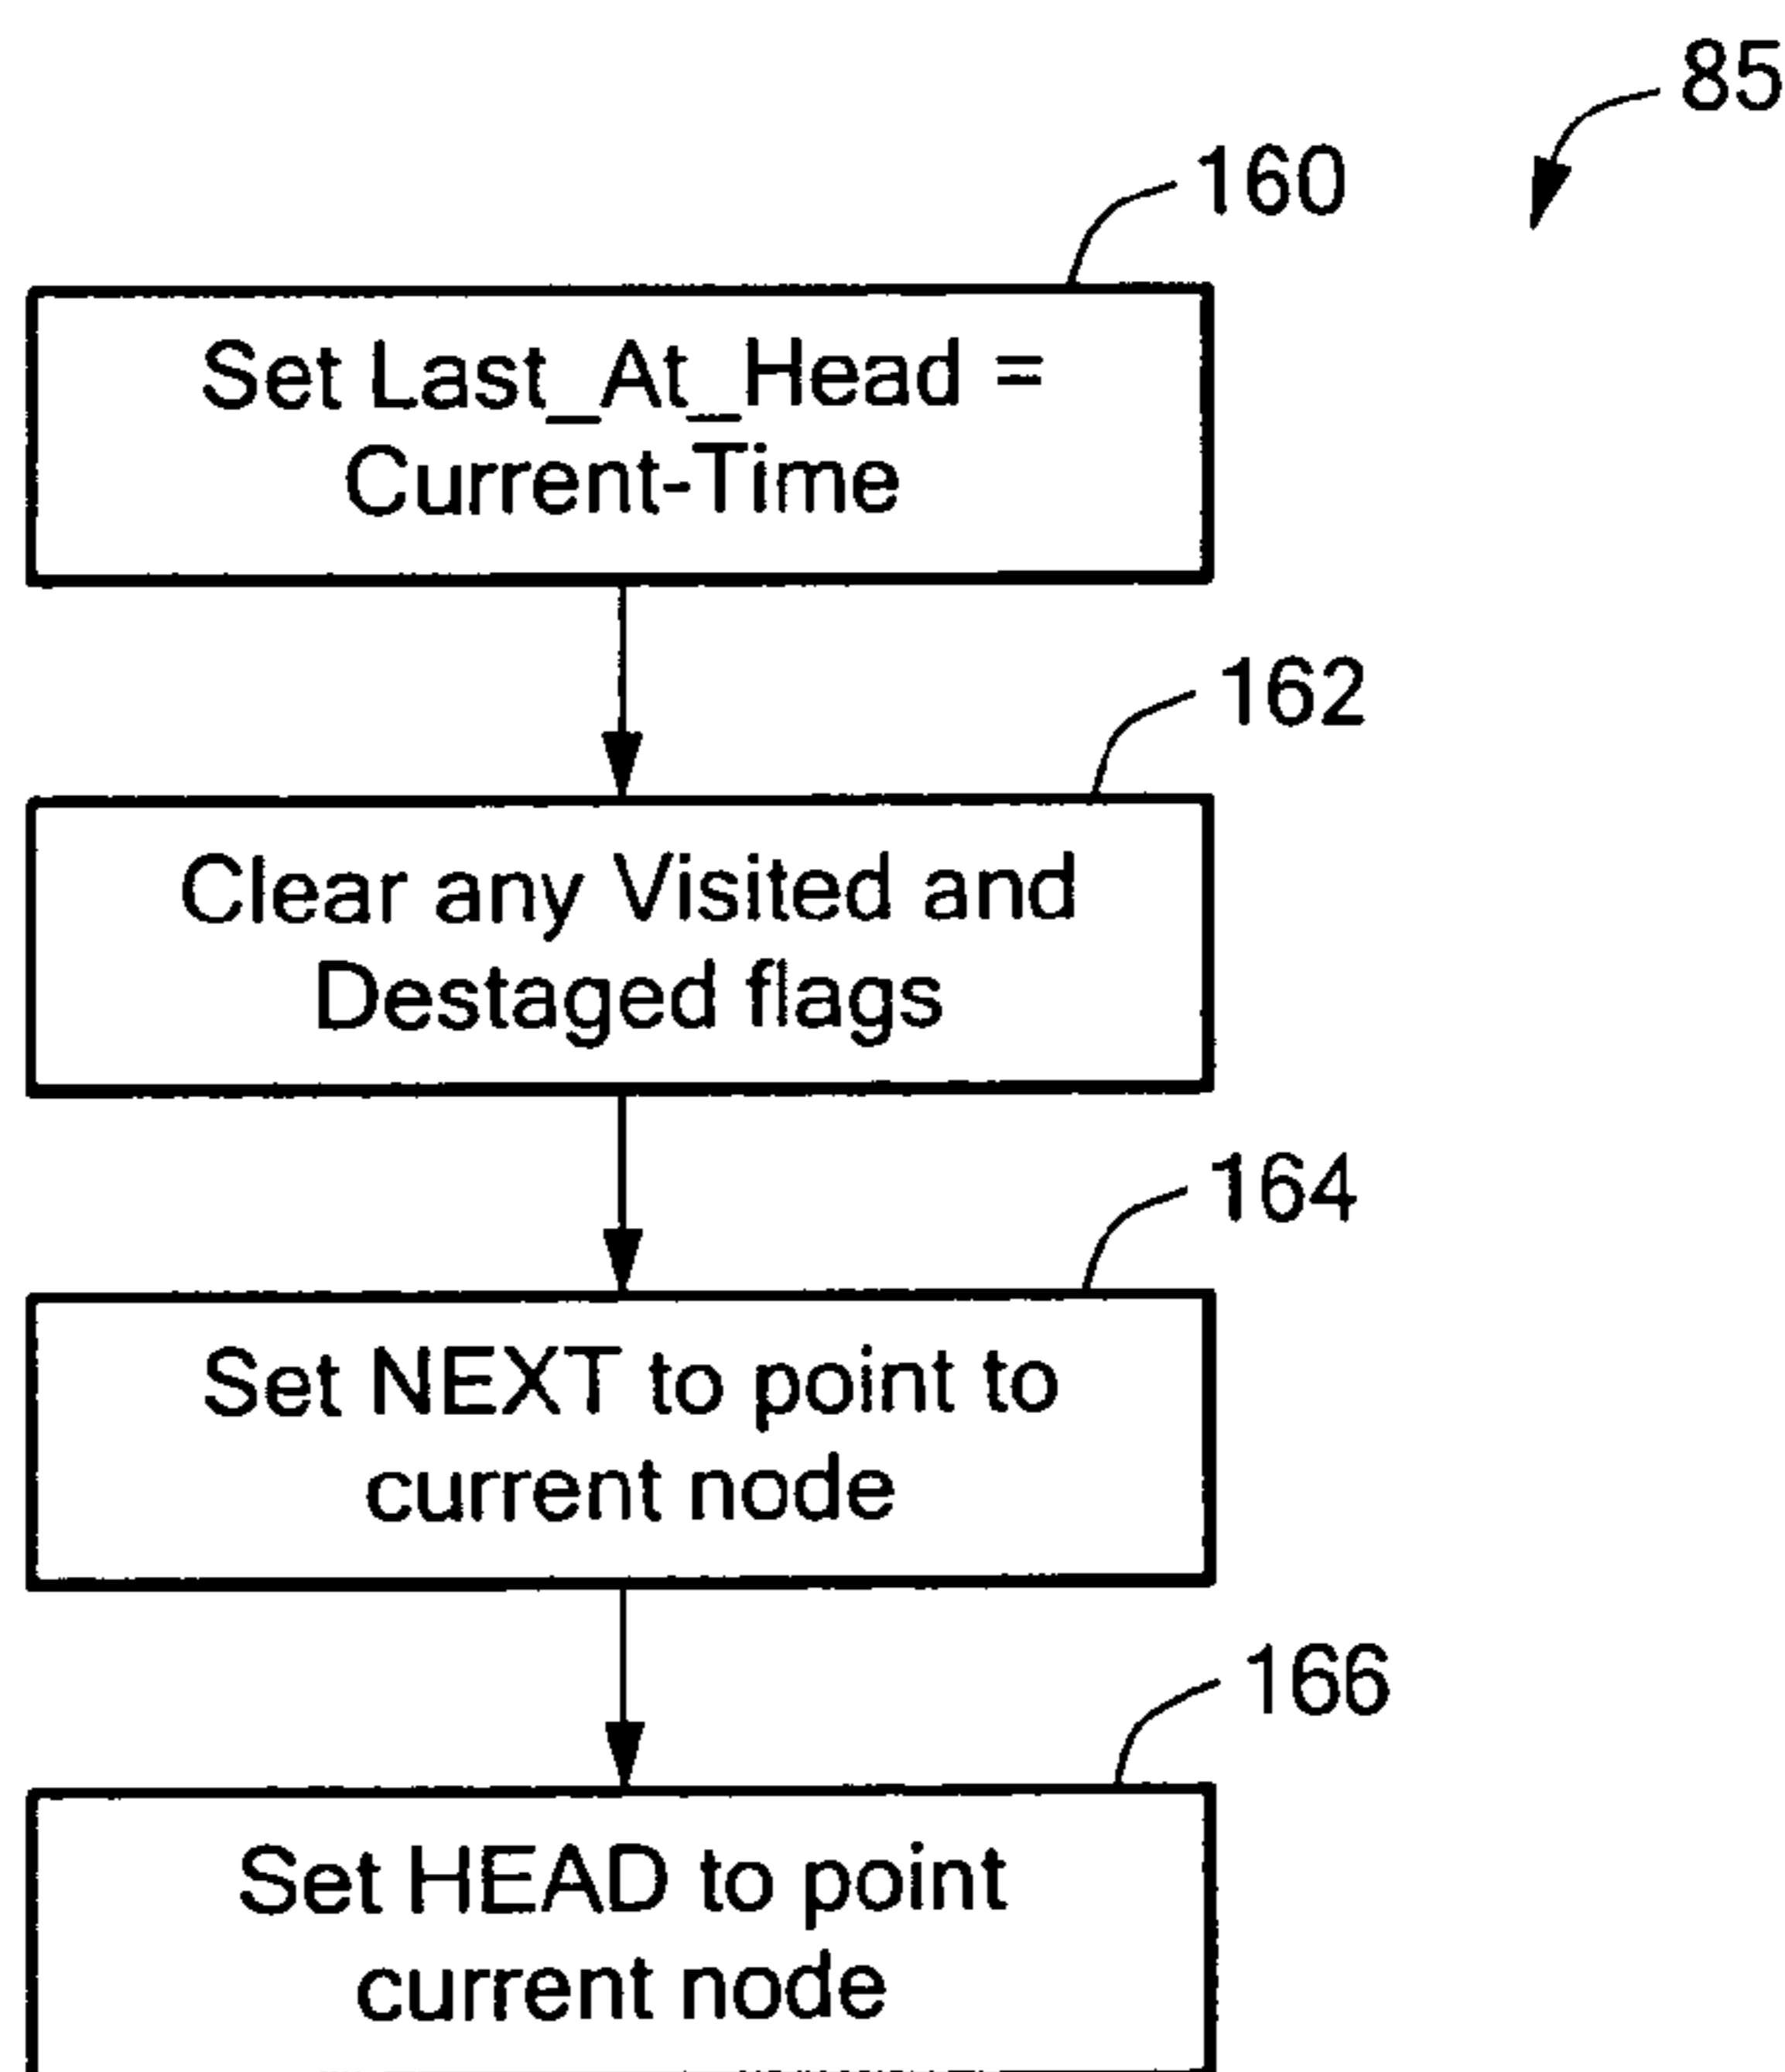 85
160
Set Last_At_Head =
Current-Time
162
Clear any Visited and
Destaged flags
164
Set NEXT to point to
current node
166
Set HEAD to point
current node